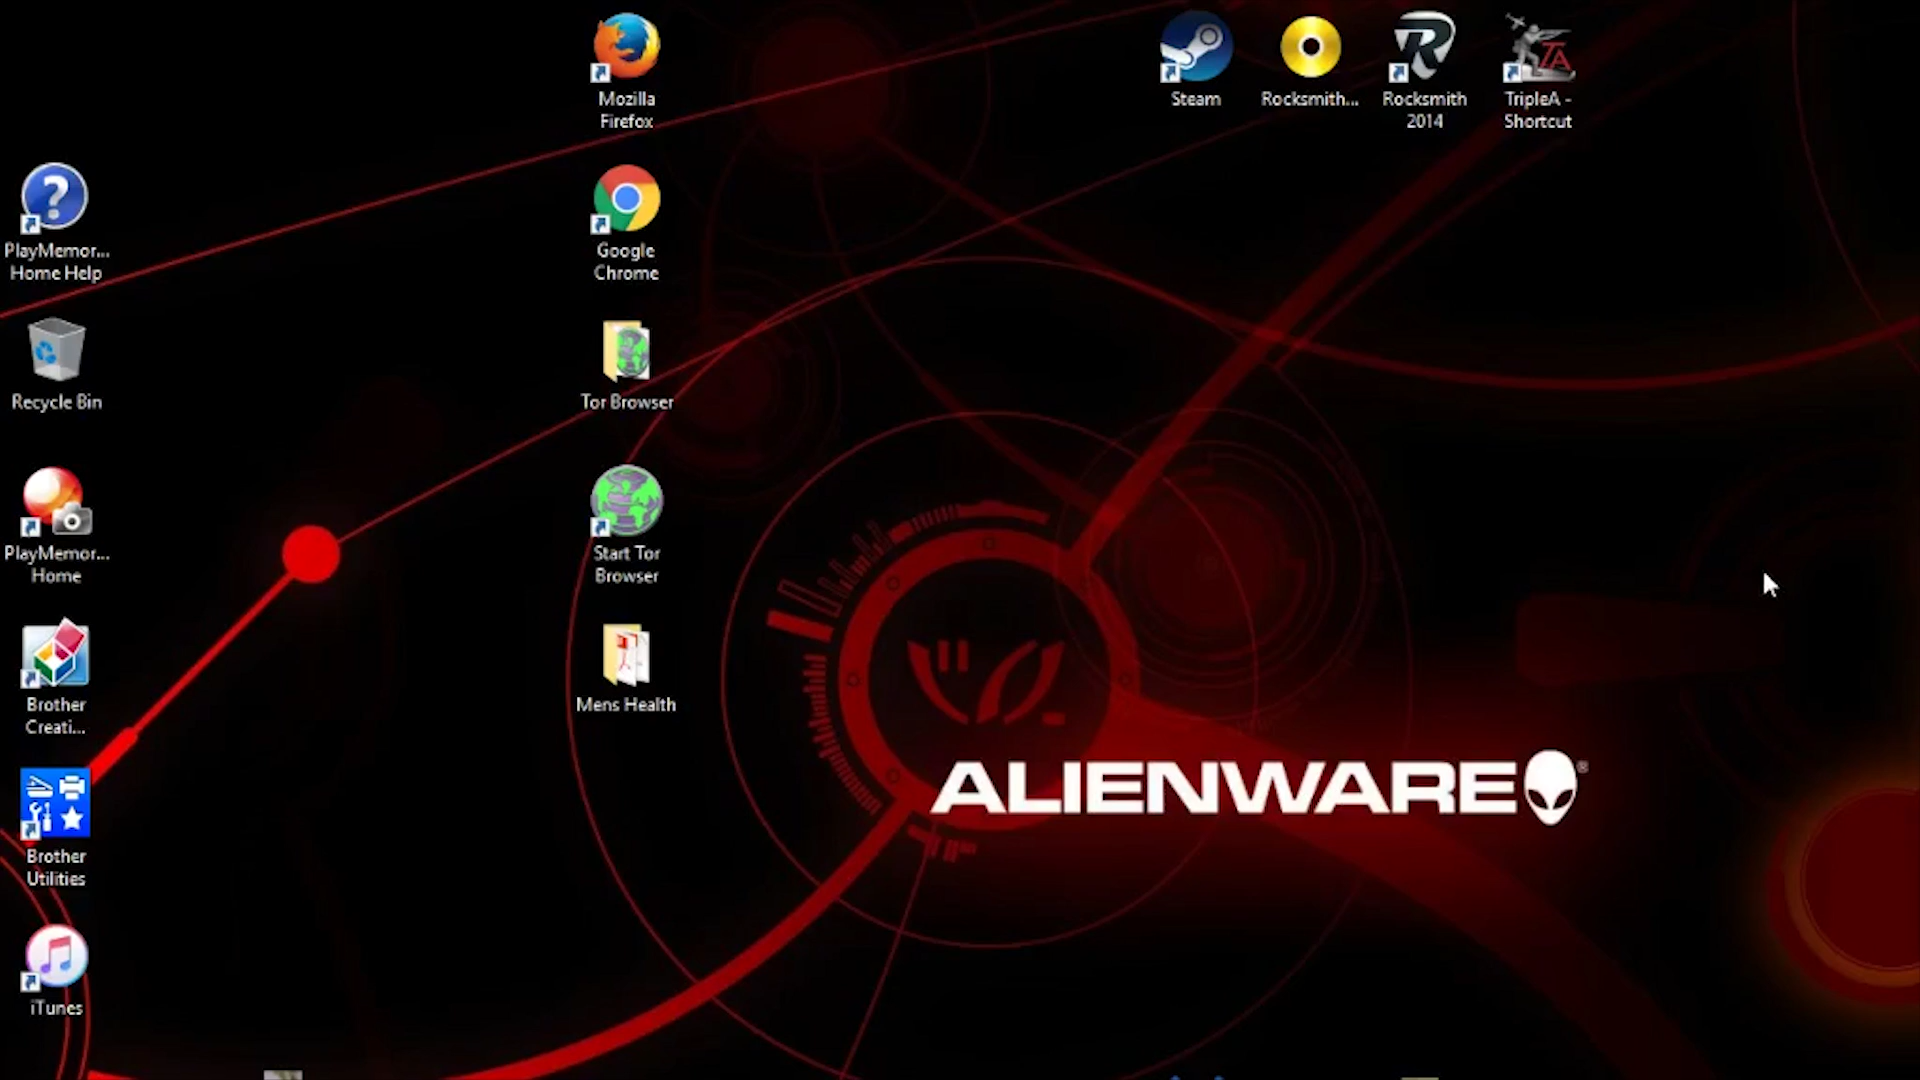 Mozilla
Firefox
Steam
Rocksmith...
Rocksmith
2014
TripleA -
Shortcut
PlayMemor...
Home Help
Google
Chrome
Recycle Bin
Tor Browser
PlayMemor...
Home
Start Tor
Browser
Brother
Creati...
Mens Health
ALIENWARE®
Brother
Utilities
iTunes